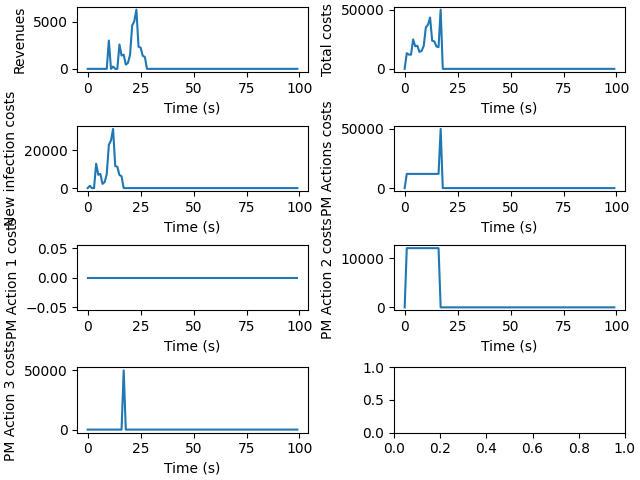 Revenues
5000
0
0 25 50 75 100
Time (s)
Total costs
50000
0
0 25 50 75 100
Time (s)
New infection costs
20000
0
0 25 50 75 100
Time (s)
PM Actions costs
50000
0
0 25 50 75 100
Time (s)
PM Action 1 costs
0.05
0.00
−0.05
0 25 50 75 100
Time (s)
PM Action 2 costs
10000
0
0 25 50 75 100
Time (s)
PM Action 3 costs
50000
0
0 25 50 75 100
Time (s)
1.0
0.5
0.0
0.0 0.2 0.4 0.6 0.8 1.0